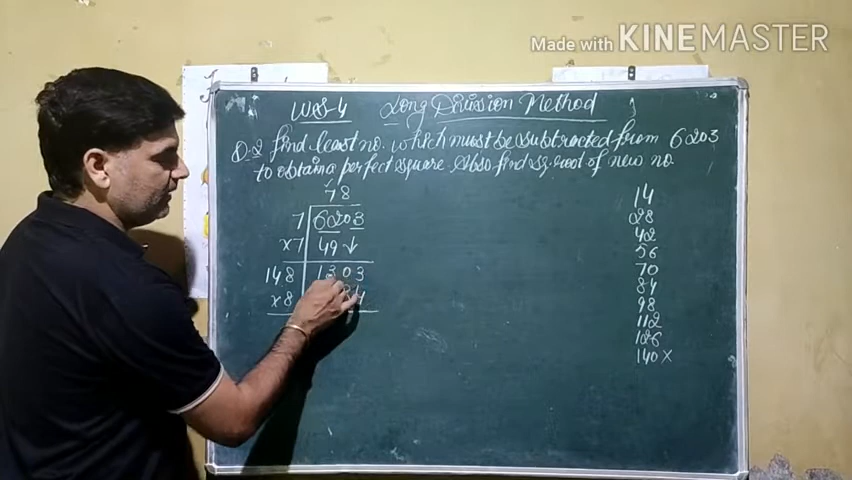 Made with KINEMASTER
W.S-4 Long Division Method
Q.2 find least no. which must be subtracted from 6203
to obtain a perfect square. Also find sq. root of new no.
78
7 6203
x7 49 ↓
148 1303
x8
14
28
42
56
70
84
98
112
126
140 x